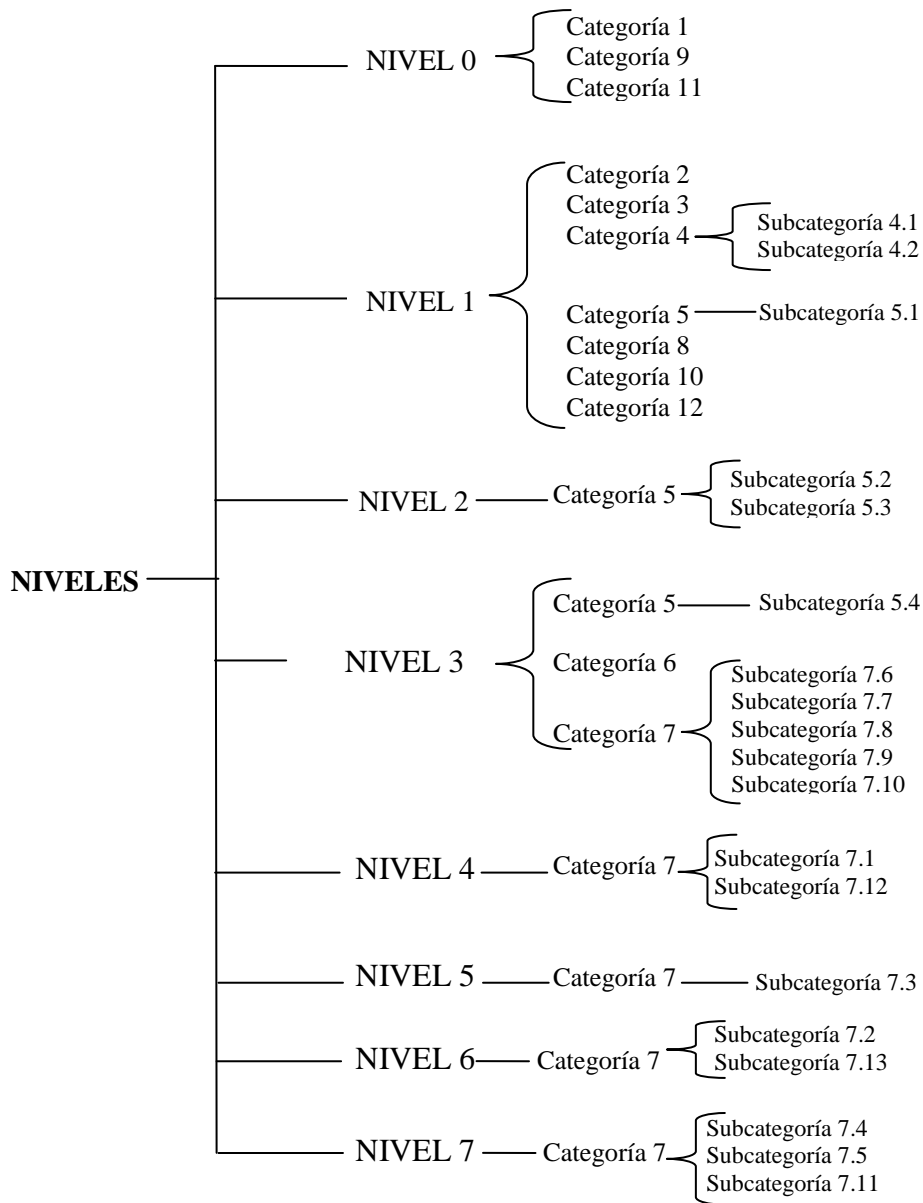 NIVELES
NIVEL 0
Categoría 1
Categoría 9
Categoría 11
NIVEL 1
Categoría 2
Categoría 3
Categoría 4
Subcategoría 4.1
Subcategoría 4.2
Categoría 5
Subcategoría 5.1
Categoría 8
Categoría 10
Categoría 12
NIVEL 2
Categoría 5
Subcategoría 5.2
Subcategoría 5.3
NIVEL 3
Categoría 5
Subcategoría 5.4
Categoría 6
Categoría 7
Subcategoría 7.6
Subcategoría 7.7
Subcategoría 7.8
Subcategoría 7.9
Subcategoría 7.10
NIVEL 4
Categoría 7
Subcategoría 7.1
Subcategoría 7.12
NIVEL 5
Categoría 7
Subcategoría 7.3
NIVEL 6
Categoría 7
Subcategoría 7.2
Subcategoría 7.13
NIVEL 7
Categoría 7
Subcategoría 7.4
Subcategoría 7.5
Subcategoría 7.11